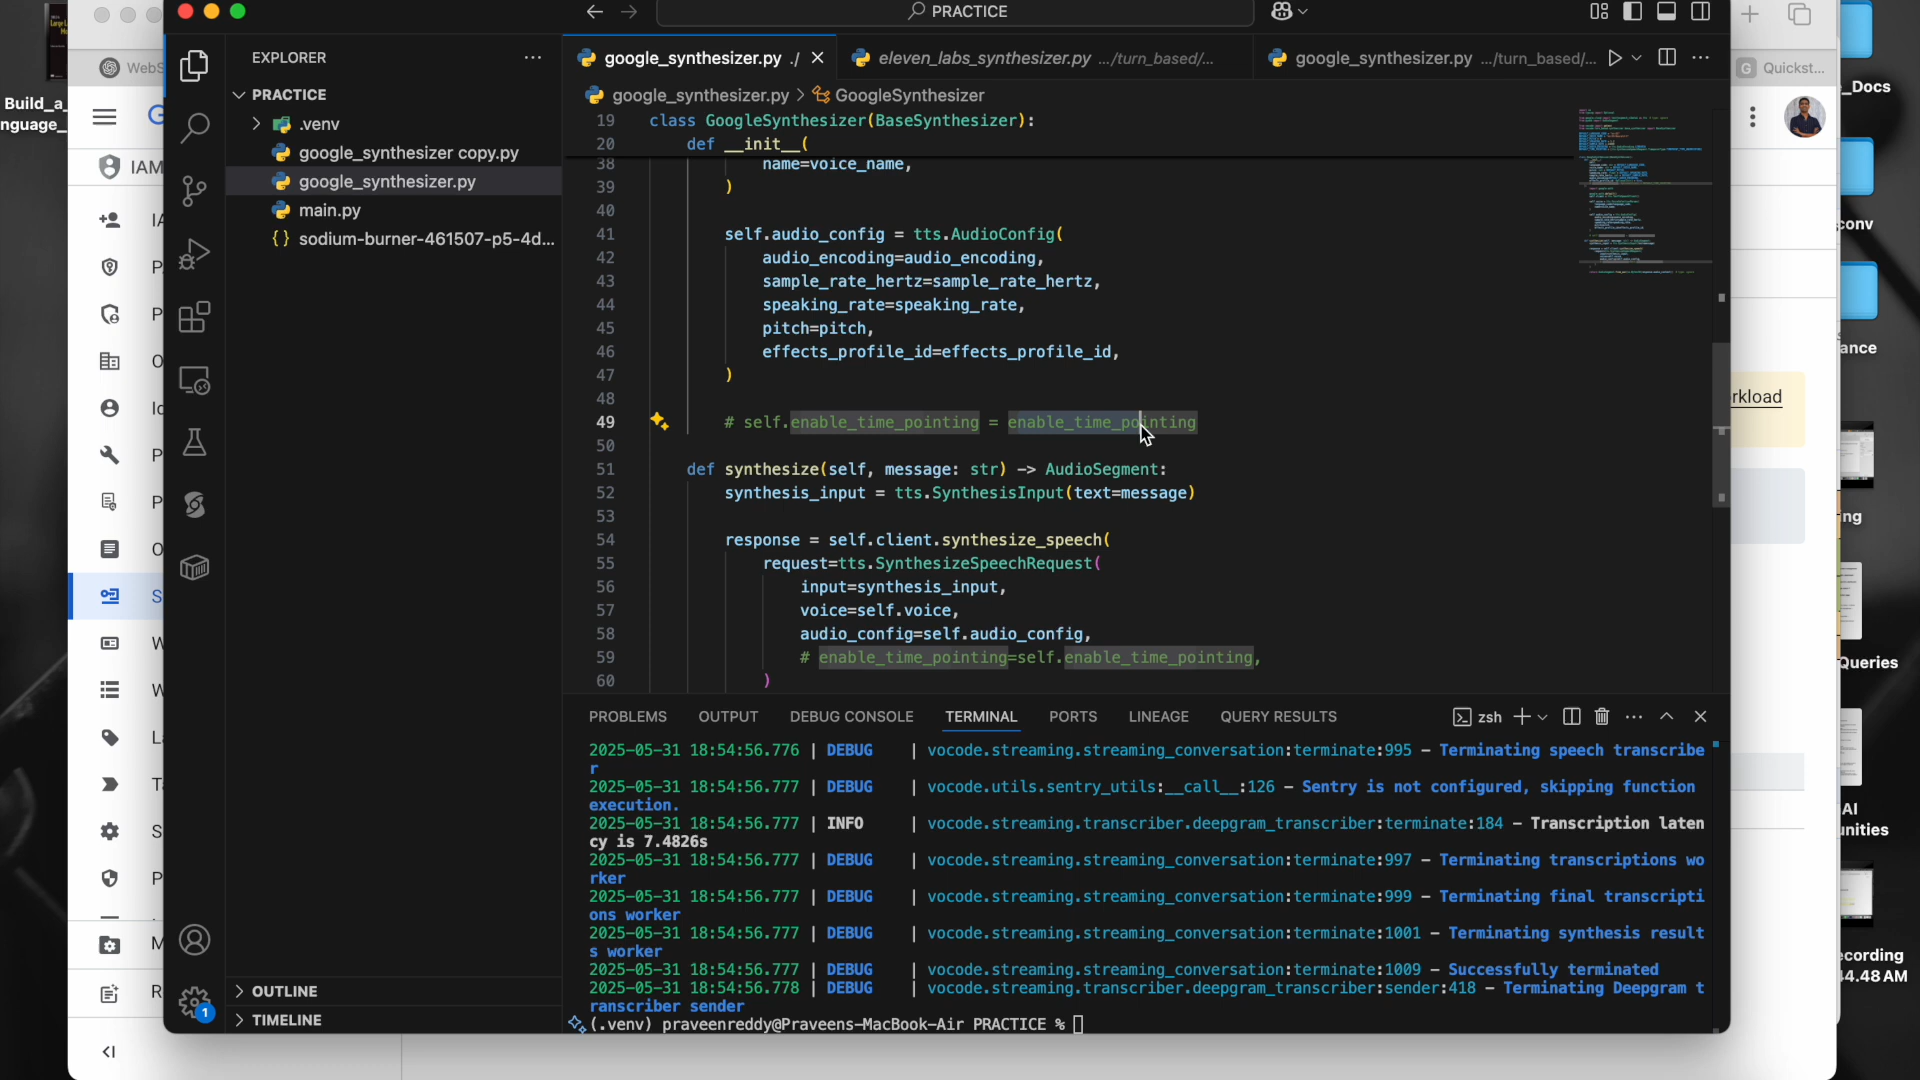 PRACTICE
WebS
Quickst...
Build_a_
nguage_
EXPLORER
PRACTICE
.venv
google_synthesizer copy.py
google_synthesizer.py
main.py
sodium-burner-461507-p5-4d...
OUTLINE
TIMELINE
1
IAM
google_synthesizer.py ./
eleven_labs_synthesizer.py .../turn_based/...
google_synthesizer.py .../turn_based/...
google_synthesizer.py > GoogleSynthesizer
19 class GoogleSynthesizer(BaseSynthesizer):
20 def __init__(
38 name=voice_name,
39 )
40
41 self.audio_config = tts.AudioConfig(
42 audio_encoding=audio_encoding,
43 sample_rate_hertz=sample_rate_hertz,
44 speaking_rate=speaking_rate,
45 pitch=pitch,
46 effects_profile_id=effects_profile_id,
47 )
48
49 # self.enable_time_pointing = enable_time_pointing
50
51 def synthesize(self, message: str) -> AudioSegment:
52 synthesis_input = tts.SynthesisInput(text=message)
53
54 response = self.client.synthesize_speech(
55 request=tts.SynthesizeSpeechRequest(
56 input=synthesis_input,
57 voice=self.voice,
58 audio_config=self.audio_config,
59 # enable_time_pointing=self.enable_time_pointing,
60 )
PROBLEMS OUTPUT DEBUG CONSOLE TERMINAL PORTS LINEAGE QUERY RESULTS zsh
2025-05-31 18:54:56.776 | DEBUG | vocode.streaming.streaming_conversation:terminate:995 - Terminating speech transcribe
r
2025-05-31 18:54:56.777 | DEBUG | vocode.utils.sentry_utils:__call__:126 - Sentry is not configured, skipping function
execution.
2025-05-31 18:54:56.777 | INFO | vocode.streaming.transcriber.deepgram_transcriber:terminate:184 - Transcription laten
cy is 7.4826s
2025-05-31 18:54:56.777 | DEBUG | vocode.streaming.streaming_conversation:terminate:997 - Terminating transcriptions wo
rker
2025-05-31 18:54:56.777 | DEBUG | vocode.streaming.streaming_conversation:terminate:999 - Terminating final transcripti
ons worker
2025-05-31 18:54:56.777 | DEBUG | vocode.streaming.streaming_conversation:terminate:1001 - Terminating synthesis result
s worker
2025-05-31 18:54:56.777 | DEBUG | vocode.streaming.streaming_conversation:terminate:1009 - Successfully terminated
2025-05-31 18:54:56.778 | DEBUG | vocode.streaming.transcriber.deepgram_transcriber:sender:418 - Terminating Deepgram t
ranscriber sender
(.venv) praveenreddy@Praveens-MacBook-Air PRACTICE %
_Docs
conv
ance
rkload
ng
Queries
AI
unities
ecording
44.48 AM